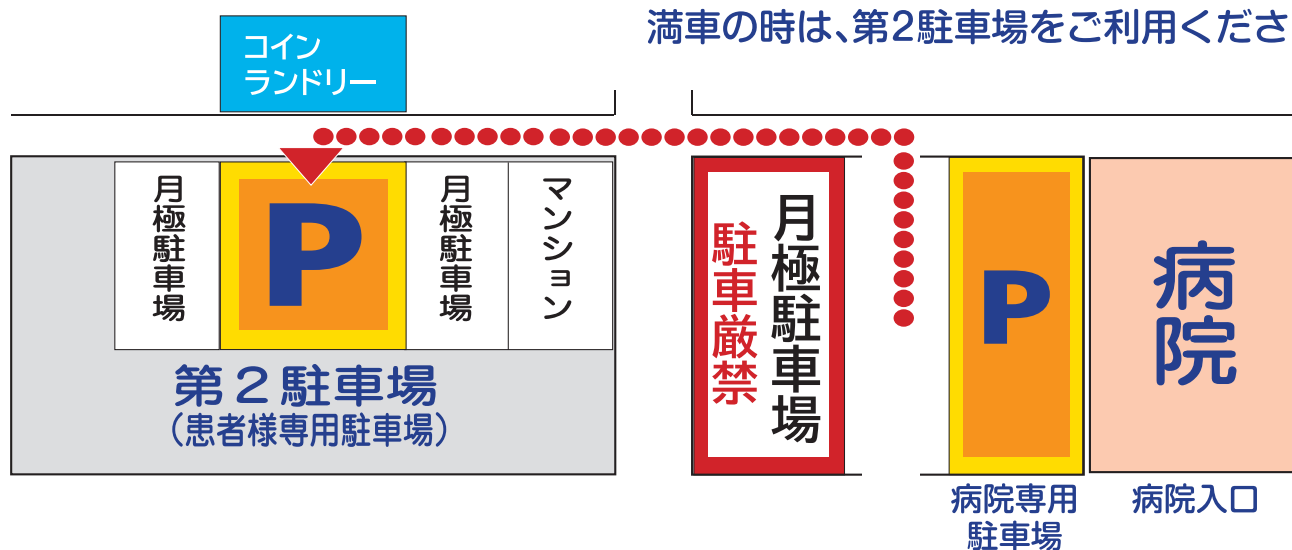 満車の時は、第2駐車場をご利用くださ
コイン
ランドリー
月極駐車場
P
月極駐車場
マンション
第２駐車場
（患者様専用駐車場）
月極駐車場
駐車厳禁
P
病院
病院専用
駐車場
病院入口